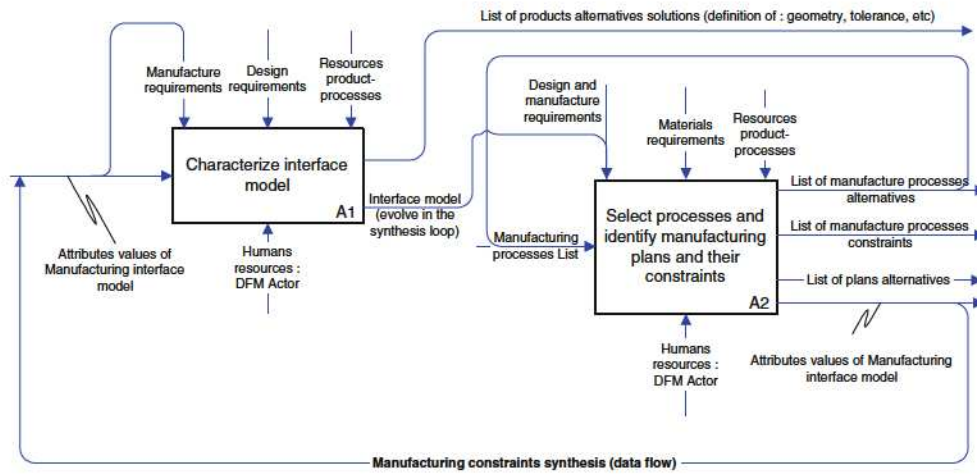 List of products alternatives solutions (definition of : geometry, tolerance, etc)
Manufacture
requirements
Design
requirements
Resources
product-
processes
Characterize interface
model
A1
Interface model
(evolve in the
synthesis loop)
Attributes values of
Manufacturing interface
model
Humans
resources :
DFM Actor
Design and
manufacture
requirements
Materials
requirements
Resources
product-
processes
Manufacturing
processes List
Select processes and
identify manufacturing
plans and their
constraints
A2
List of manufacture processes
alternatives
List of manufacture processes
constraints
List of plans alternatives
Humans
resources :
DFM Actor
Attributes values of Manufacturing
interface model
Manufacturing constraints synthesis (data flow)